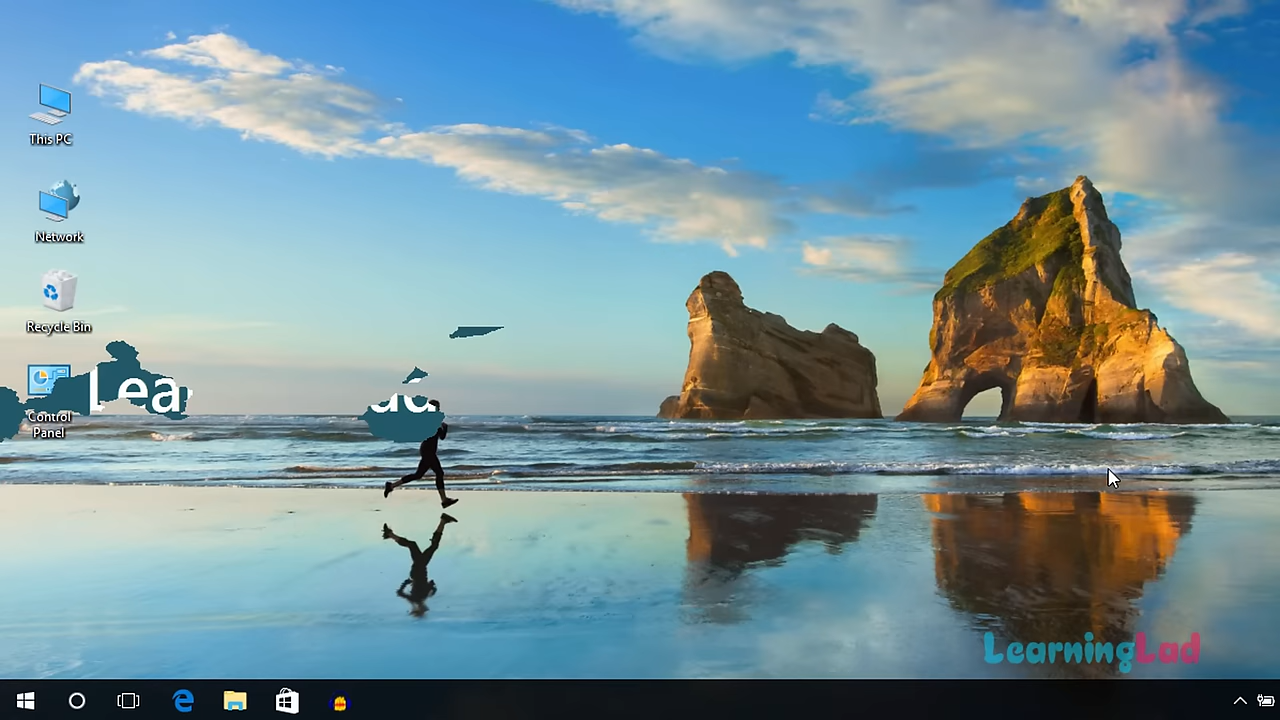 This PC
Network
Recycle Bin
Lea
Control
Panel
LearningLad